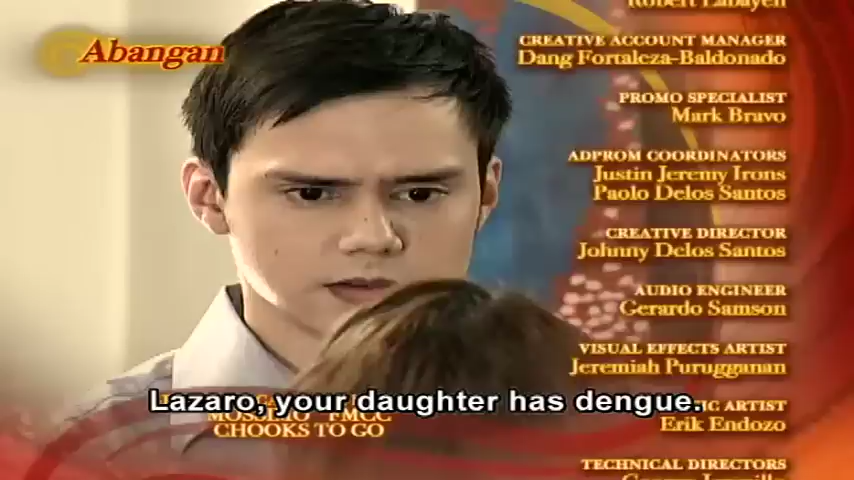 Abangan
CREATIVE ACCOUNT MANAGER
Dang Fortaleza-Baldonado
PROMO SPECIALIST
Mark Bravo
ADPROM COORDINATORS
Justin Jeremy Irons
Paolo Delos Santos
CREATIVE DIRECTOR
Johnny Delos Santos
AUDIO ENGINEER
Gerardo Samson
VISUAL EFFECTS ARTIST
Jeremiah Purugganan
Lazaro, your daughter has dengue.
ARTIST
Erik Endozo
FMCC
CHOOKS TO GO
TECHNICAL DIRECTORS